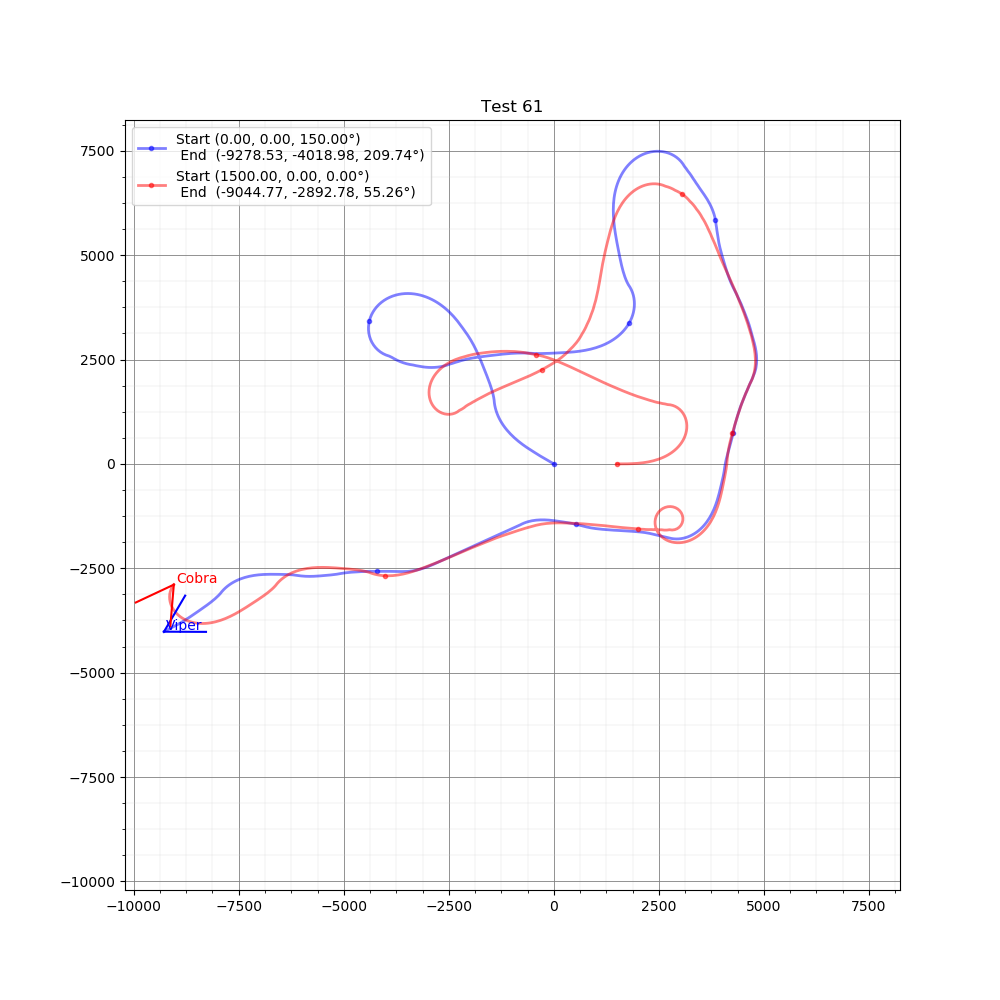 Test 61
Start (0.00, 0.00, 150.00°)
End (-9278.53, -4018.98, 209.74°)
Start (1500.00, 0.00, 0.00°)
End (-9044.77, -2892.78, 55.26°)
7500
5000
2500
0
−2500
−5000
−7500
−10000
Cobra
Viper
−10000 −7500 −5000 −2500 0 2500 5000 7500